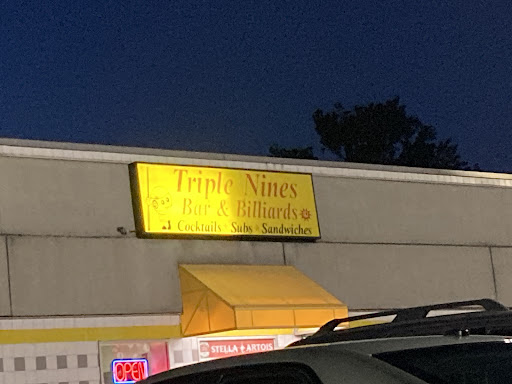 Triple Nines
Bar & Billiards
Cocktails * Subs * Sandwiches
STELLA ARTOIS
OPEN